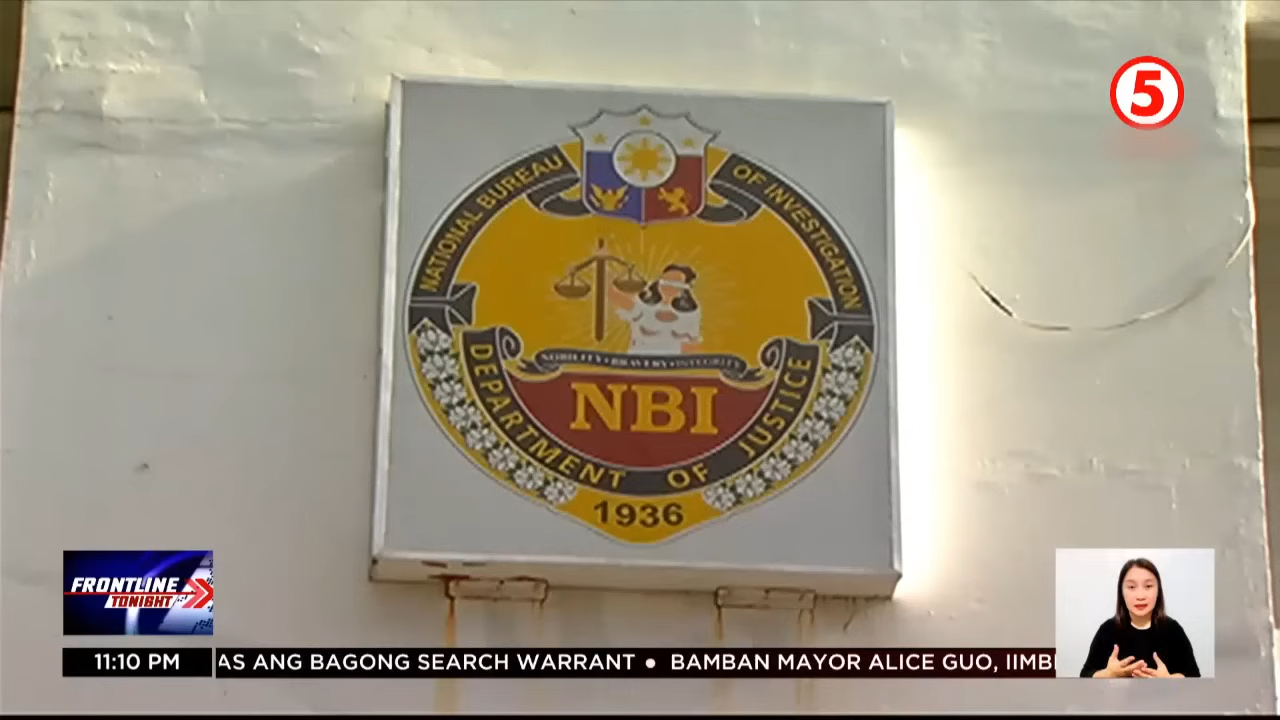 5
NATIONAL BUREAU OF INVESTIGATION
NOBILITY • BRAVERY • INTEGRITY
NBI
DEPARTMENT OF JUSTICE
1936
FRONTLINE
TONIGHT
11:10 PM
AS ANG BAGONG SEARCH WARRANT • BAMBAN MAYOR ALICE GUO, IIMB